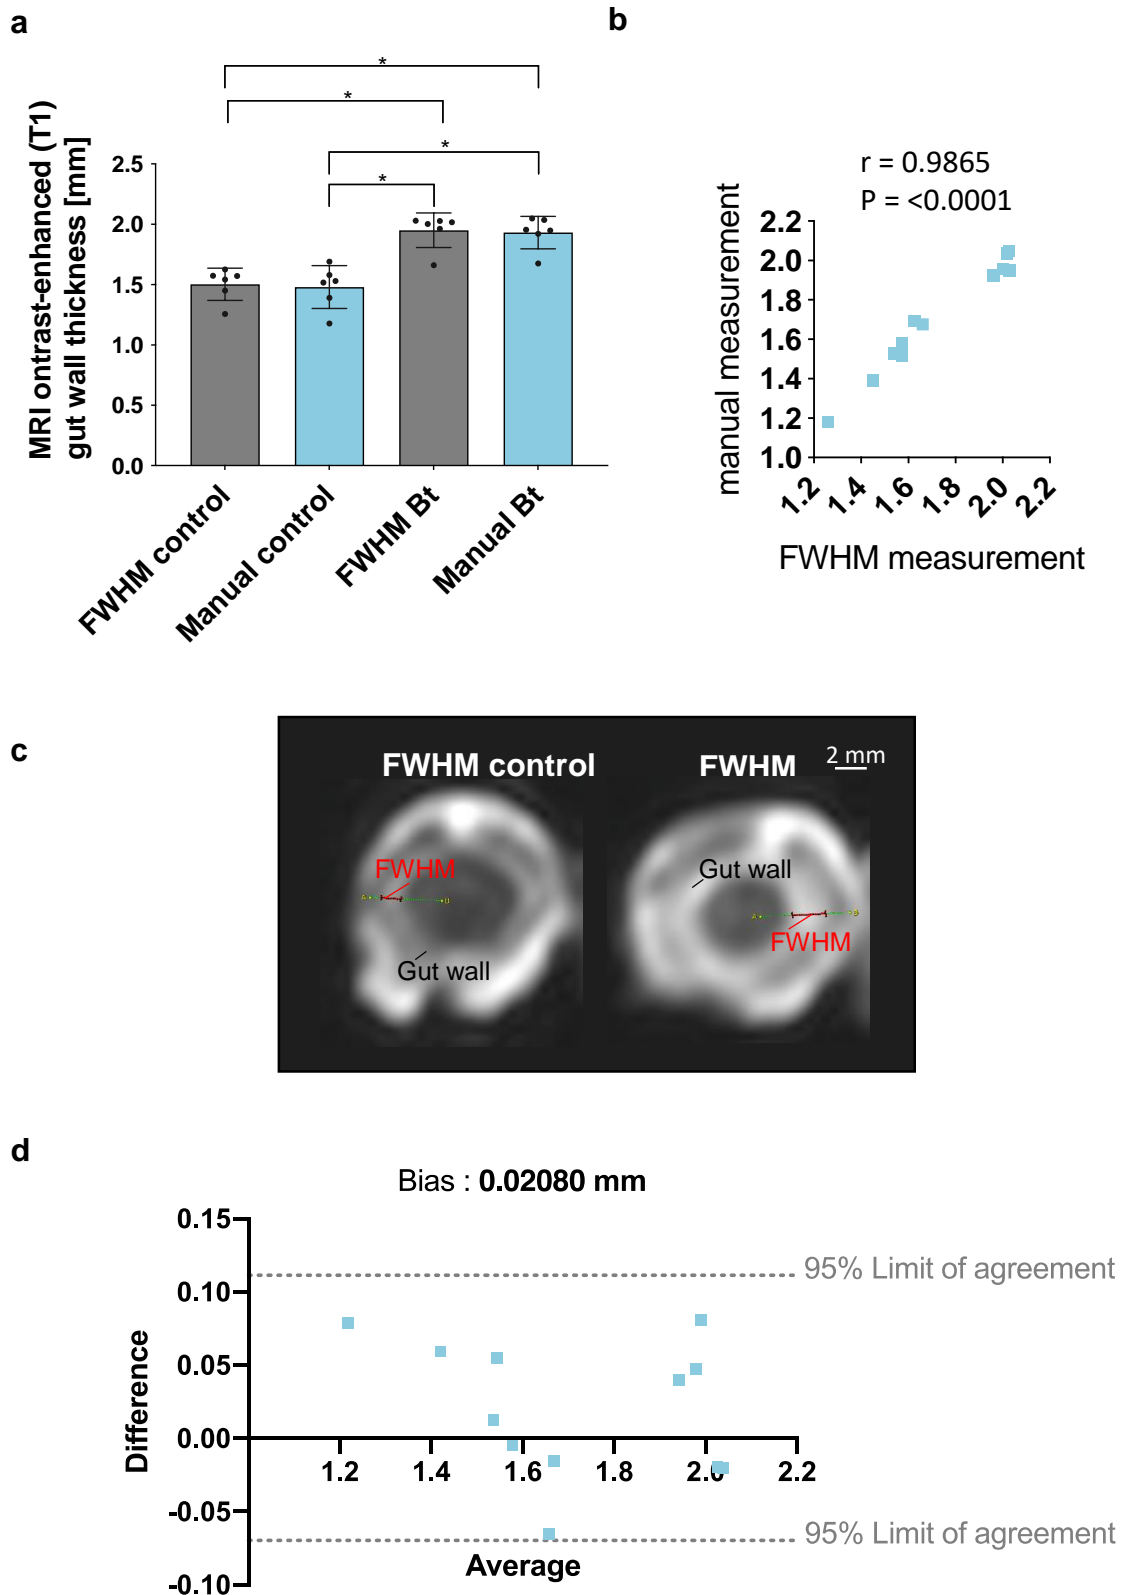 a
*
*
*
*
MRI ontrast-enhanced (T1)
gut wall thickness [mm]
2.5
2.0
1.5
1.0
0.5
0.0
FWHM control
Manual control
FWHM Bt
Manual Bt
b
r = 0.9865
P = <0.0001
manual measurement
2.2
2.0
1.8
1.6
1.4
1.2
1.0
1.2
1.4
1.6
1.8
2.0
2.2
FWHM measurement
c
FWHM control
FWHM
2 mm
FWHM
A
B
Gut wall
Gut wall
A
B
FWHM
d
Bias : 0.02080 mm
Difference
0.15
0.10
0.05
0.00
-0.05
-0.10
95% Limit of agreement
1.2
1.4
1.6
1.8
2.0
2.2
95% Limit of agreement
Average